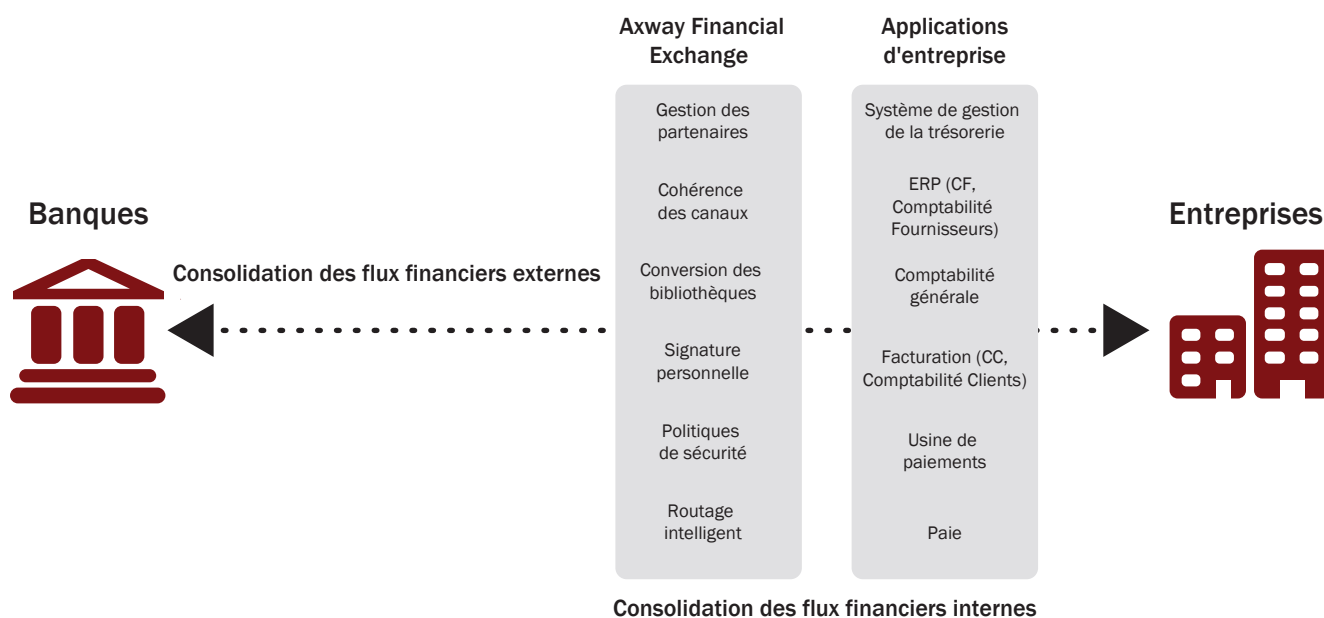 Axway Financial
Exchange
Applications
d'entreprise
Gestion des
partenaires
Cohérence
des canaux
Conversion des
bibliothèques
Signature
personnelle
Politiques
de sécurité
Routage
intelligent
Système de gestion
de la trésorerie
ERP (CF,
Comptabilité
Fournisseurs)
Comptabilité
générale
Facturation (CC,
Comptabilité Clients)
Usine de
paiements
Paie
Banques
Consolidation des flux financiers externes
Entreprises
Consolidation des flux financiers internes